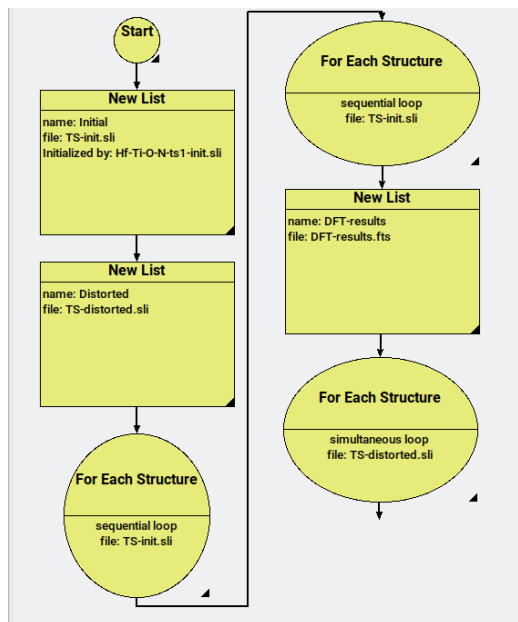 Start
New List
name: Initial
file: TS-init.sli
Initialized by: Hf-Ti-O-N-ts1-init.sli
New List
name: Distorted
file: TS-distorted.sli
For Each Structure
sequential loop
file: TS-init.sli
For Each Structure
sequential loop
file: TS-init.sli
New List
name: DFT-results
file: DFT-results.fts
For Each Structure
simultaneous loop
file: TS-distorted.sli